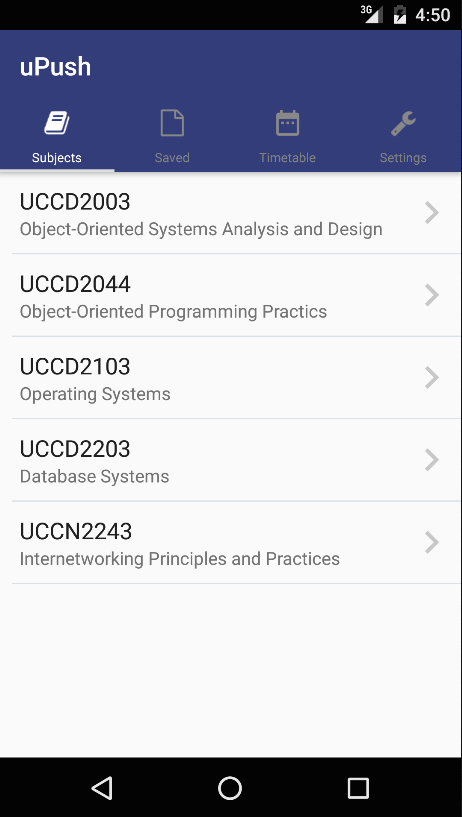 3G 4:50
uPush
Subjects Saved Timetable Settings
UCCD2003
Object-Oriented Systems Analysis and Design
UCCD2044
Object-Oriented Programming Practics
UCCD2103
Operating Systems
UCCD2203
Database Systems
UCCN2243
Internetworking Principles and Practices